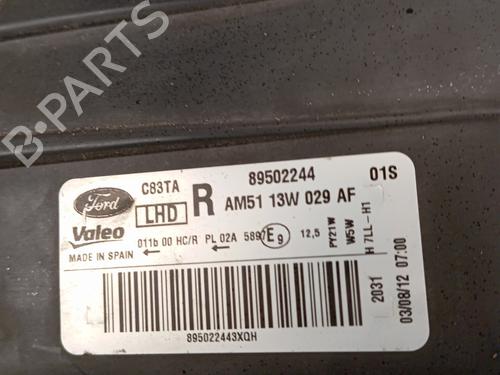 B-PARTS
C83TA
89502244
01S
Ford
LHD
R
AM51 13W 029 AF
Valeo
011b 00 HC/R PL 02A 5897 E9 12,5
PY21W
W5W
H7LL-H1
MADE IN SPAIN
2031
03/08/12 07:00
895022443XQH